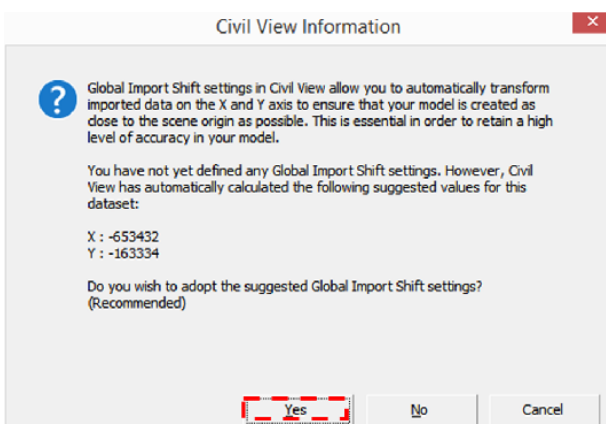 Civil View Information
Global Import Shift settings in Civil View allow you to automatically transform
imported data on the X and Y axis to ensure that your model is created as
close to the scene origin as possible. This is essential in order to retain a high
level of accuracy in your model.
You have not yet defined any Global Import Shift settings. However, Civil
View has automatically calculated the following suggested values for this
dataset:
X : -653432
Y : -163334
Do you wish to adopt the suggested Global Import Shift settings?
(Recommended)
Yes No Cancel